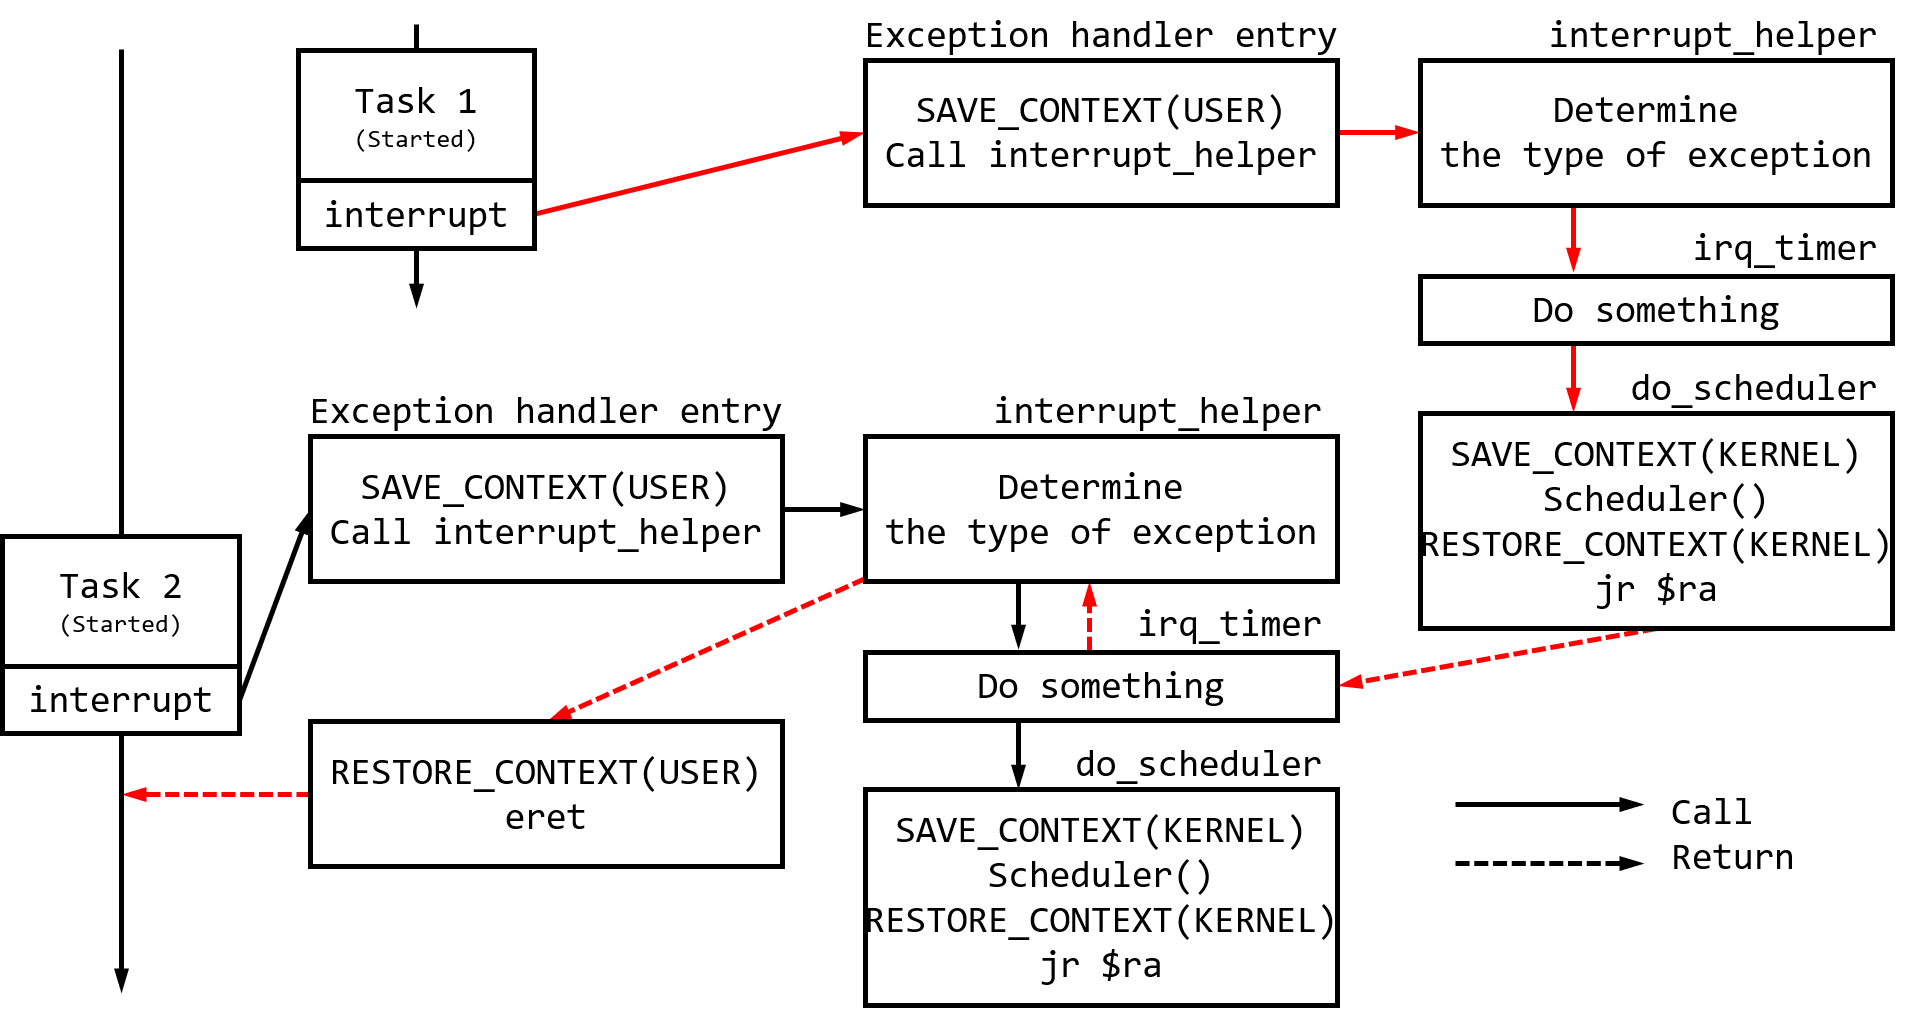 Exception handler entry
interrupt_helper
Task 1
(Started)
interrupt
SAVE_CONTEXT(USER)
Call interrupt_helper
Determine
the type of exception
irq_timer
Do something
do_scheduler
SAVE_CONTEXT(KERNEL)
Scheduler()
RESTORE_CONTEXT(KERNEL)
jr $ra
Exception handler entry
interrupt_helper
SAVE_CONTEXT(USER)
Call interrupt_helper
Determine
the type of exception
Task 2
(Started)
interrupt
irq_timer
Do something
RESTORE_CONTEXT(USER)
eret
do_scheduler
SAVE_CONTEXT(KERNEL)
Scheduler()
RESTORE_CONTEXT(KERNEL)
jr $ra
Call
Return